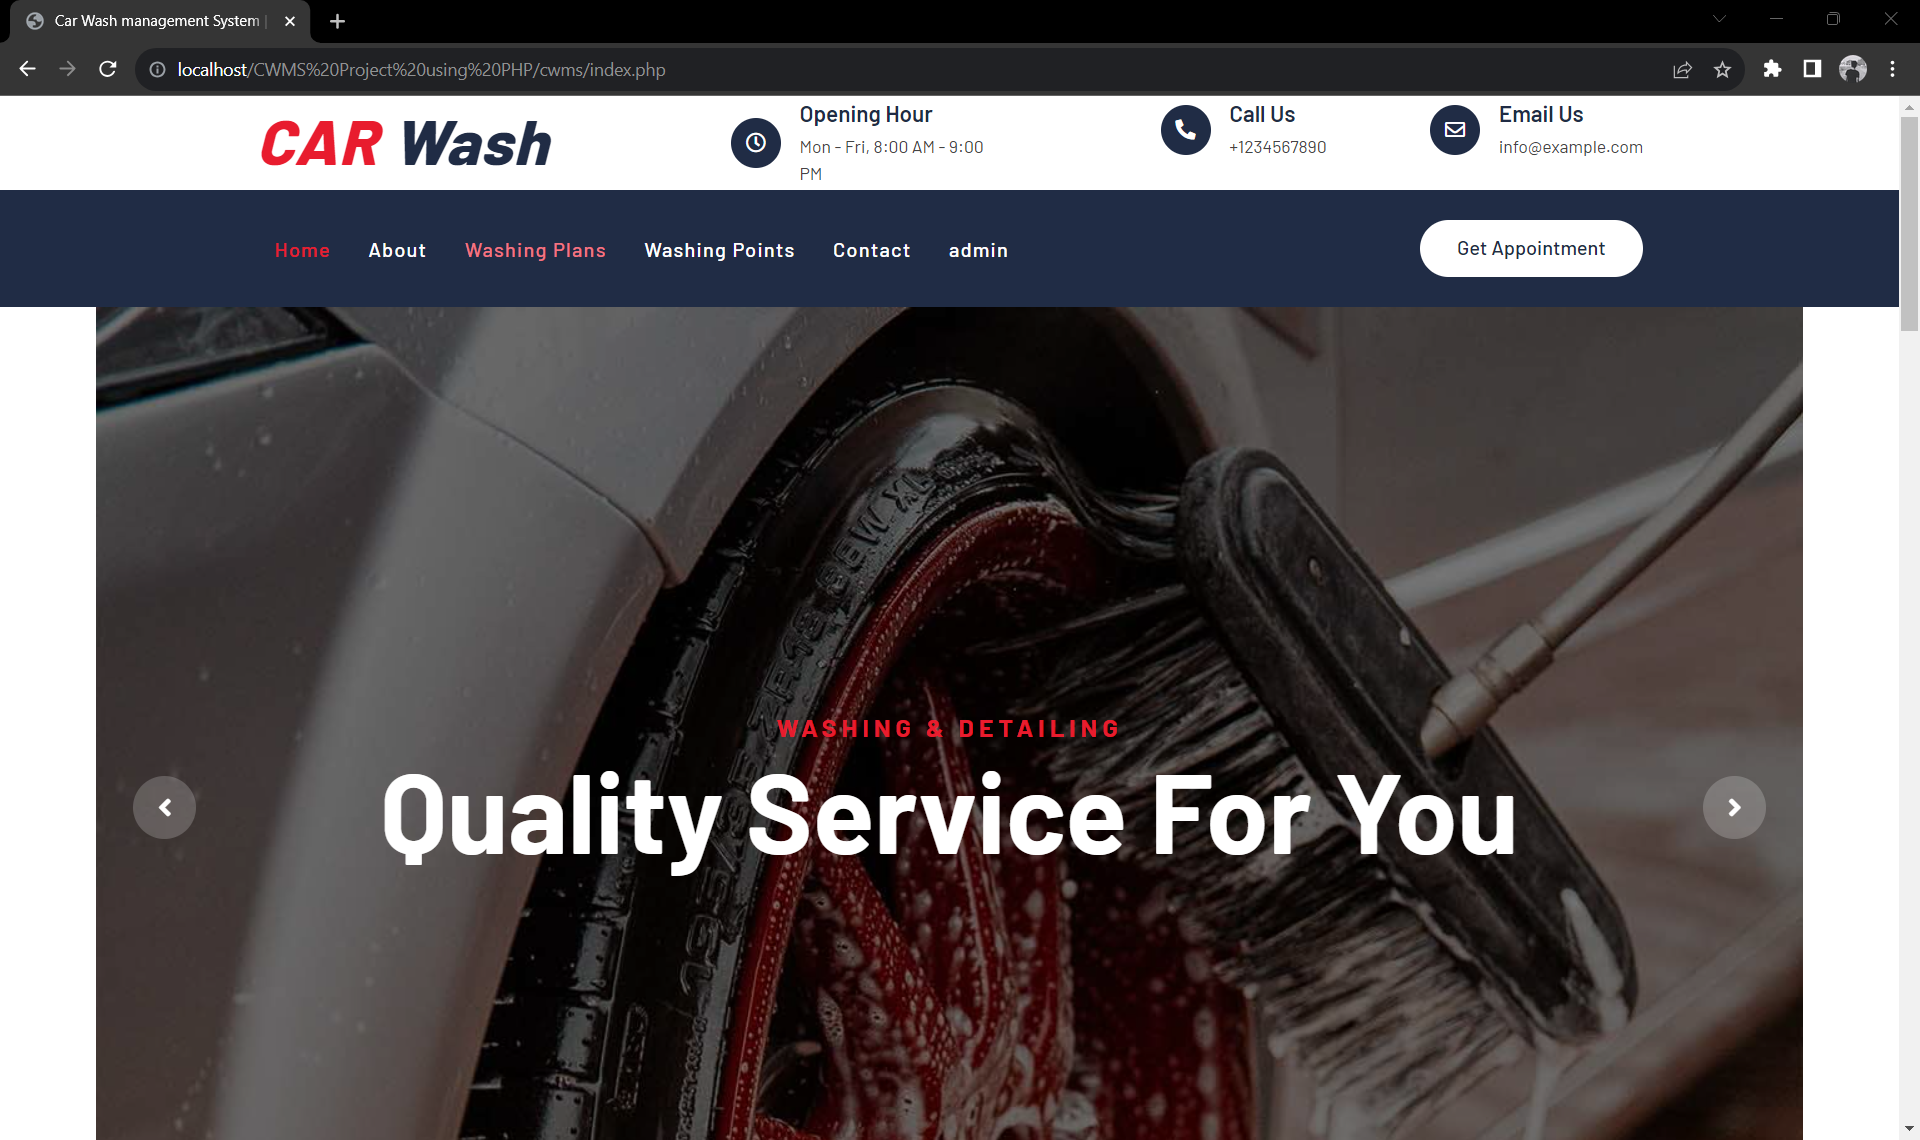 Car Wash management System |
localhost/CWMS%20Project%20using%20PHP/cwms/index.php
CAR Wash
Opening Hour
Mon - Fri, 8:00 AM - 9:00
PM
Call Us
+1234567890
Email Us
info@example.com
Home About Washing Plans Washing Points Contact admin
Get Appointment
WASHING & DETAILING
Quality Service For You